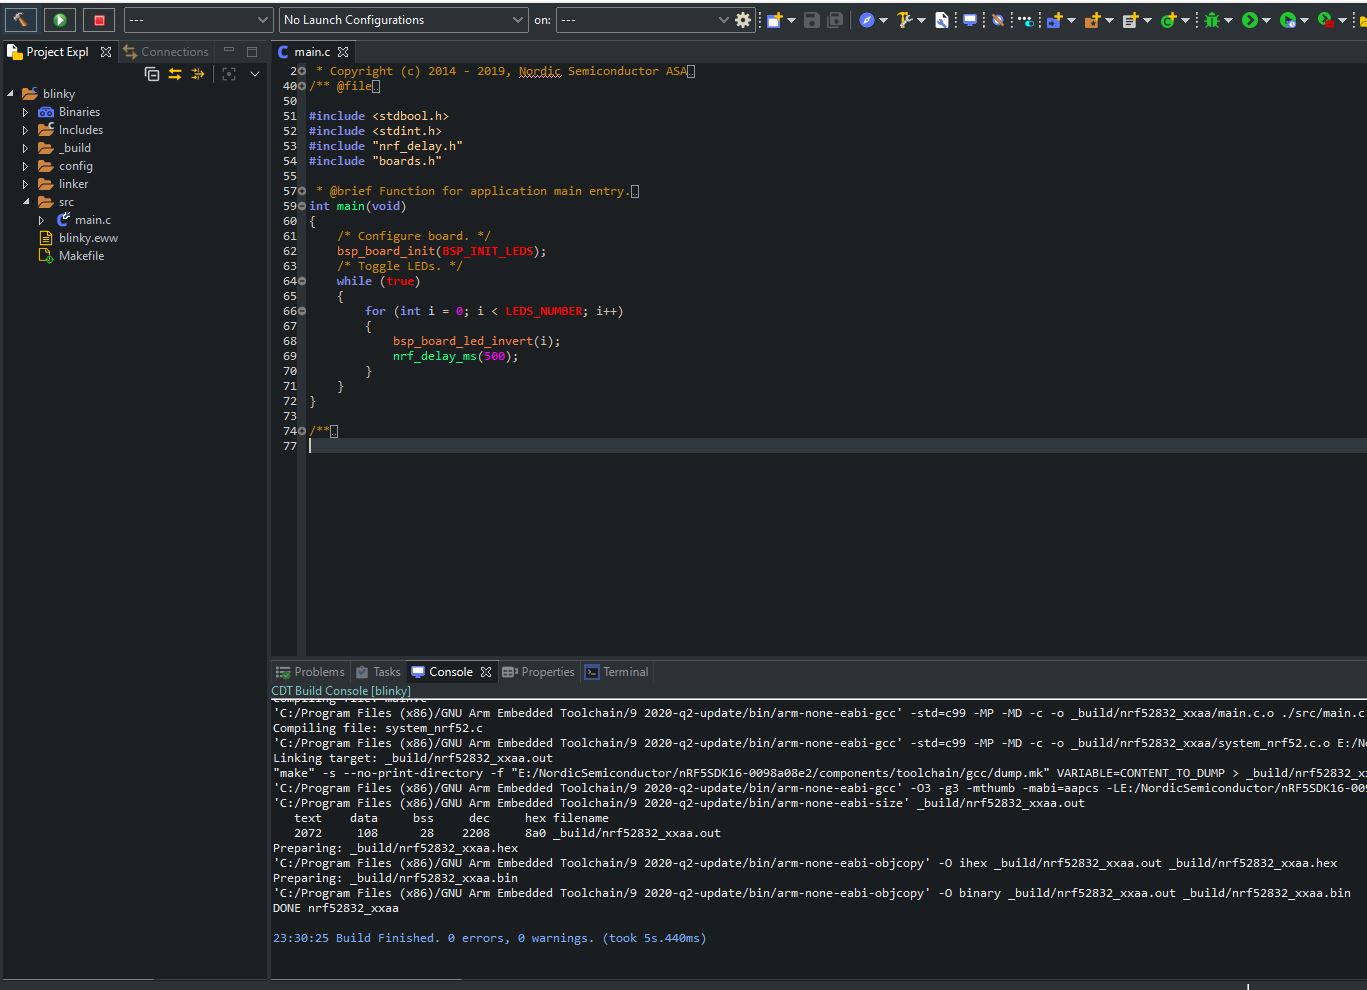 ---
No Launch Configurations
on:
---
Project Expl
Connections
main.c
blinky
Binaries
Includes
_build
config
linker
src
main.c
blinky.eww
Makefile
2 * Copyright (c) 2014 - 2019, Nordic Semiconductor ASA
40 /** @file
50
51 #include <stdbool.h>
52 #include <stdint.h>
53 #include "nrf_delay.h"
54 #include "boards.h"
55
57 * @brief Function for application main entry.
59 int main(void)
60 {
61 /* Configure board. */
62 bsp_board_init(BSP_INIT_LEDS);
63 /* Toggle LEDs. */
64 while (true)
65 {
66 for (int i = 0; i < LEDS_NUMBER; i++)
67 {
68 bsp_board_led_invert(i);
69 nrf_delay_ms(500);
70 }
71 }
72 }
73
74 /**
77
Problems Tasks Console Properties Terminal
CDT Build Console [blinky]
Compiling file: main.c
'C:/Program Files (x86)/GNU Arm Embedded Toolchain/9 2020-q2-update/bin/arm-none-eabi-gcc' -std=c99 -MP -MD -c -o _build/nrf52832_xxaa/main.c.o ./src/main.c
Compiling file: system_nrf52.c
'C:/Program Files (x86)/GNU Arm Embedded Toolchain/9 2020-q2-update/bin/arm-none-eabi-gcc' -std=c99 -MP -MD -c -o _build/nrf52832_xxaa/system_nrf52.c.o E:/N
Linking target: _build/nrf52832_xxaa.out
"make" -s --no-print-directory -f "E:/NordicSemiconductor/nRF5SDK16-0098a08e2/components/toolchain/gcc/dump.mk" VARIABLE=CONTENT_TO_DUMP > _build/nrf52832_x
'C:/Program Files (x86)/GNU Arm Embedded Toolchain/9 2020-q2-update/bin/arm-none-eabi-gcc' -O3 -g3 -mthumb -mabi=aapcs -LE:/NordicSemiconductor/nRF5SDK16-009
'C:/Program Files (x86)/GNU Arm Embedded Toolchain/9 2020-q2-update/bin/arm-none-eabi-size' _build/nrf52832_xxaa.out
text data bss dec hex filename
2072 108 28 2208 8a0 _build/nrf52832_xxaa.out
Preparing: _build/nrf52832_xxaa.hex
'C:/Program Files (x86)/GNU Arm Embedded Toolchain/9 2020-q2-update/bin/arm-none-eabi-objcopy' -O ihex _build/nrf52832_xxaa.out _build/nrf52832_xxaa.hex
Preparing: _build/nrf52832_xxaa.bin
'C:/Program Files (x86)/GNU Arm Embedded Toolchain/9 2020-q2-update/bin/arm-none-eabi-objcopy' -O binary _build/nrf52832_xxaa.out _build/nrf52832_xxaa.bin
DONE nrf52832_xxaa
23:30:25 Build Finished. 0 errors, 0 warnings. (took 5s.440ms)